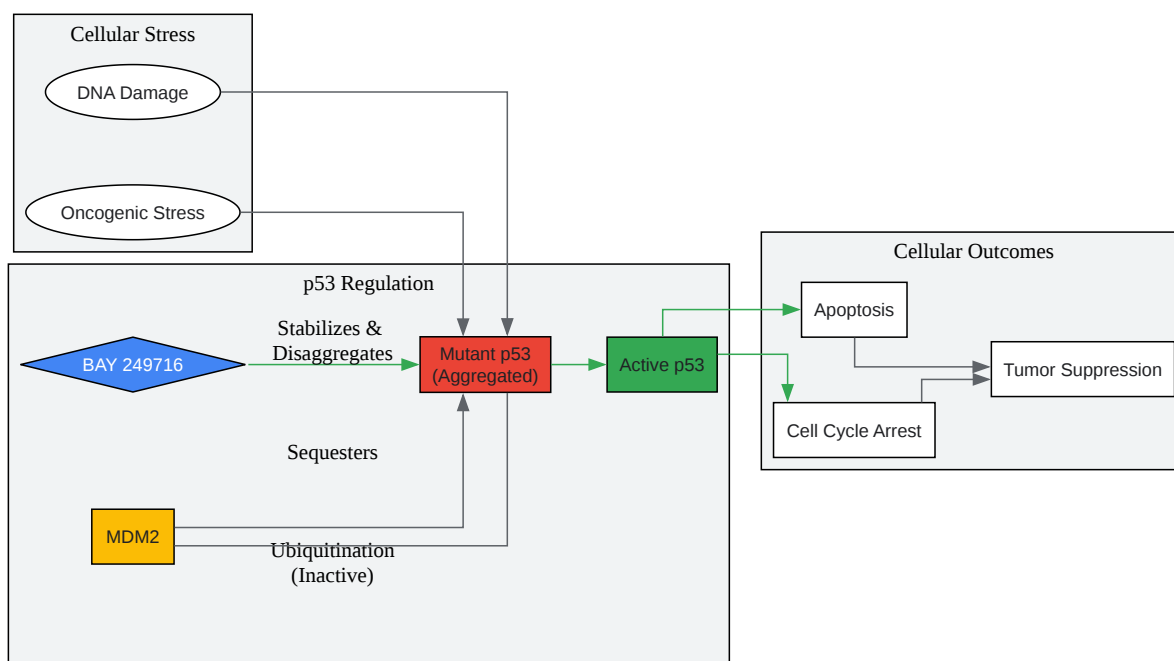 Cellular Stress
DNA Damage
Oncogenic Stress
p53 Regulation
Stabilizes &
Disaggregates
BAY 249716
Mutant p53
(Aggregated)
Active p53
Sequesters
MDM2
Ubiquitination
(Inactive)
Cellular Outcomes
Apoptosis
Tumor Suppression
Cell Cycle Arrest